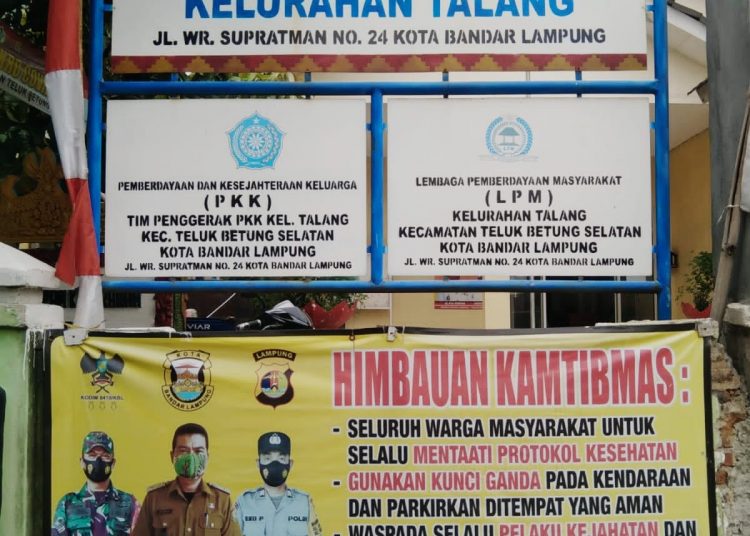 KELURAHAN TALANG
JL. WR. SUPRATMAN NO. 24 KOTA BANDAR LAMPUNG
TELUK BETUNG
PEMBERDAYAAN DAN KESEJAHTERAAN KELUARGA
(PKK)
TIM PENGGERAK PKK KEL. TALANG
KEC. TELUK BETUNG SELATAN
KOTA BANDAR LAMPUNG
JL. WR. SUPRATMAN NO. 24 KOTA BANDAR LAMPUNG
LPM
LEMBAGA PEMBERDAYAAN MASYARAKAT
(LPM)
KELURAHAN TALANG
KECAMATAN TELUK BETUNG SELATAN
KOTA BANDAR LAMPUNG
JL. WR. SUPRATMAN NO. 24 KOTA BANDAR LAMPUNG
VIAR
KOTA
BANDAR LAMPUNG
LAMPUNG
HIMBAUAN KAMTIBMAS :
- SELURUH WARGA MASYARAKAT UNTUK
SELALU MENTAATI PROTOKOL KESEHATAN
- GUNAKAN KUNCI GANDA PADA KENDARAAN
DAN PARKIRKAN DITEMPAT YANG AMAN
- WASPADA SELALU PELAKU KEJAHATAN DAN
POLRI